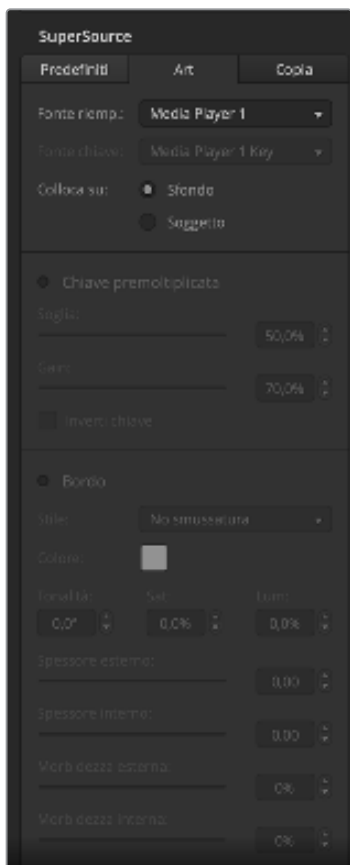 SuperSource
Predefiniti Art Copia
Fonte riemp.: Media Player 1
Fonte chiave: Media Player 1 Key
Colloca su: Sfondo
Soggetto
Chiave premoltiplicata
Soglia:
50,0%
Gain:
70,0%
Inverti chiave
Bordo
Stile: No smussatura
Colore:
Tonalità: Sat: Lum:
0,0° 0,0% 0,0%
Spessore esterno:
0,00
Spessore interno:
0,00
Morbidezza esterna:
0%
Morbidezza interna:
0%